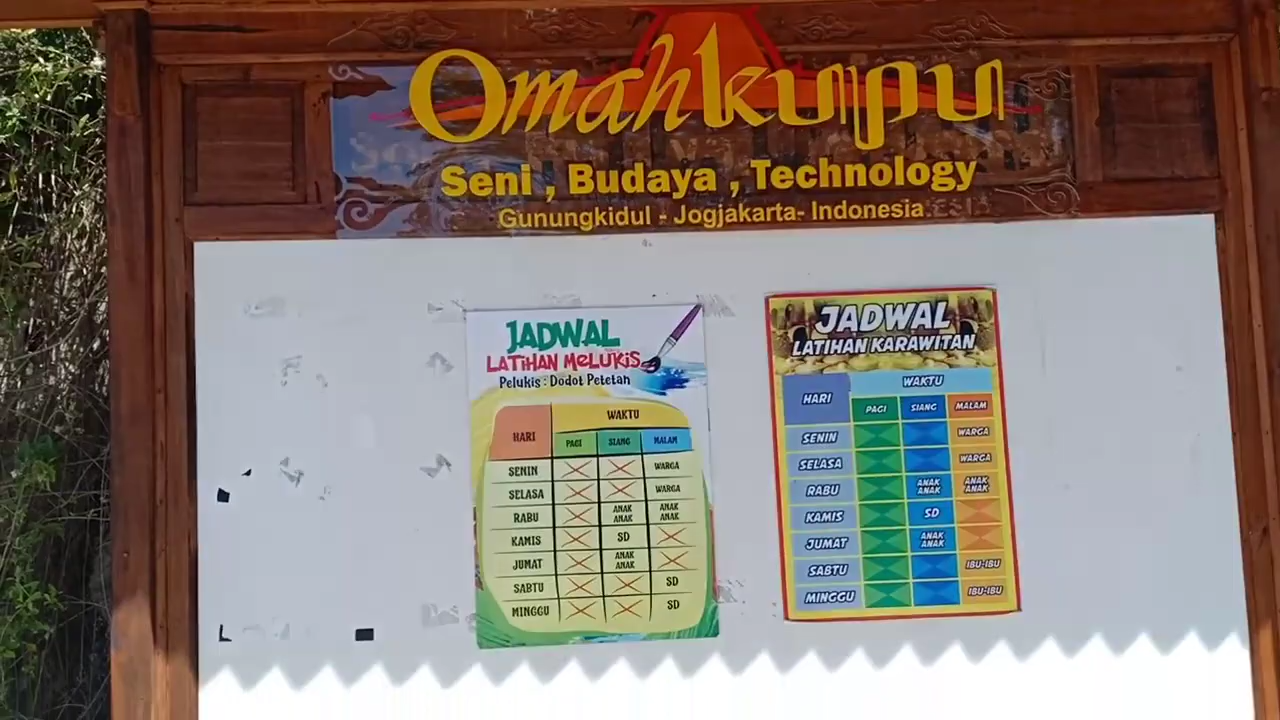 Omahkupu
Seni , Budaya , Technology
Gunungkidul - Jogjakarta- Indonesia
JADWAL
LATIHAN MELUKIS
Pelukis : Dodot Petetan
HARI WAKTU
PAGI SIANG MALAM
SENIN WARGA
SELASA WARGA
RABU ANAK ANAK ANAK ANAK
KAMIS SD
JUMAT ANAK ANAK
SABTU SD
MINGGU SD
JADWAL
LATIHAN KARAWITAN
HARI WAKTU
PAGI SIANG MALAM
SENIN WARGA
SELASA WARGA
RABU ANAK ANAK ANAK ANAK
KAMIS SD
JUMAT ANAK ANAK
SABTU IBU-IBU
MINGGU IBU-IBU